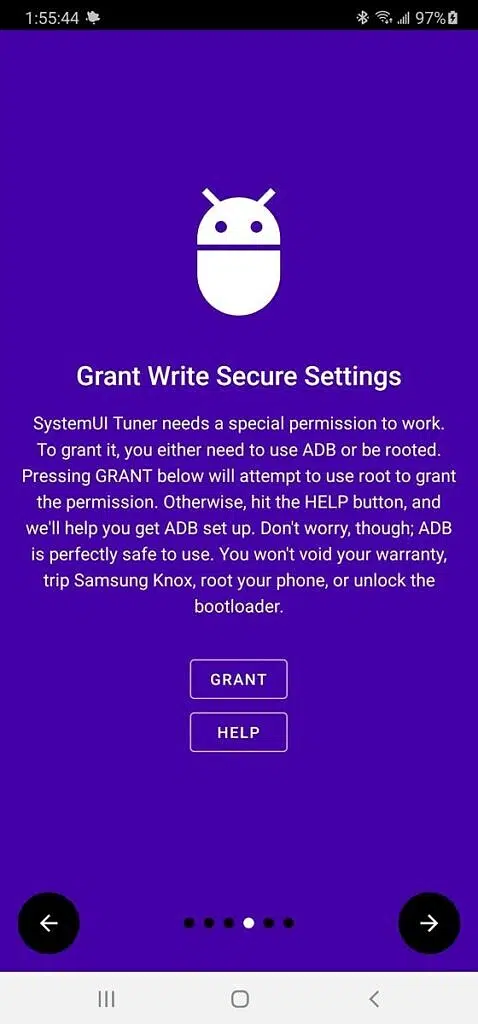 1:55:44 97%
Grant Write Secure Settings
SystemUI Tuner needs a special permission to work.
To grant it, you either need to use ADB or be rooted.
Pressing GRANT below will attempt to use root to grant
the permission. Otherwise, hit the HELP button, and
we'll help you get ADB set up. Don't worry, though; ADB
is perfectly safe to use. You won't void your warranty,
trip Samsung Knox, root your phone, or unlock the
bootloader.
GRANT
HELP